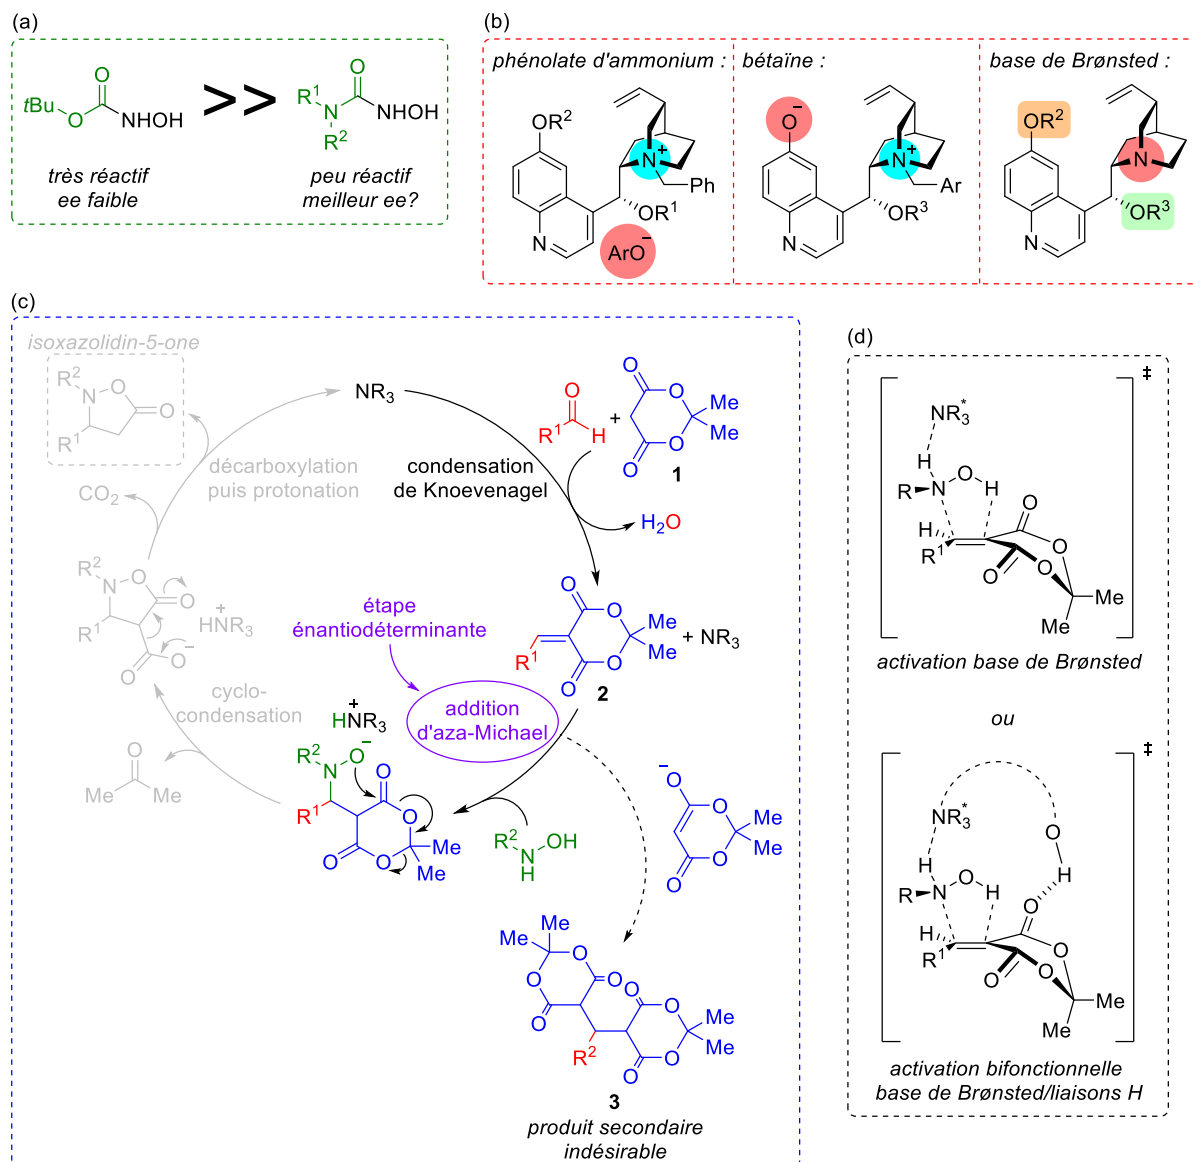 (a)
tBu
O
O
NHOH
>>
R1
N
R2
O
NHOH
très réactif
ee faible
peu réactif
meilleur ee?
(b)
phénolate d'ammonium :
OR2
N+
Ph
OR1
ArO−
N
bétaïne :
O−
N+
Ar
OR3
N
base de Brønsted :
OR2
N
OR3
N
(c)
isoxazolidin-5-one
R2
N
O
O
R1
NR3
O
R1
H
+
O
O
O
O
Me
Me
1
condensation
de Knoevenagel
H2O
décarboxylation
puis protonation
CO2
R2
N
O
O
R1
O
O−
HNR3+
étape
énantiodéterminante
O
O
O
O
Me
Me
R1
2
+ NR3
addition
d'aza-Michael
cyclo-
condensation
O
Me
Me
HNR3+
R2
N
O−
R1
O
O
O
O
Me
Me
R2
N
H
OH
−O
O
O
O
Me
Me
Me
Me
O
O
O
O
O
O
O
O
Me
Me
R2
3
produit secondaire
indésirable
(d)
‡
NR3*
H
R
N
O
H
H
R1
O
O
O
O
Me
Me
activation base de Brønsted
ou
‡
NR3*
O
H
H
R
N
O
H
O
H
R1
O
O
O
Me
Me
activation bifonctionnelle
base de Brønsted/liaisons H